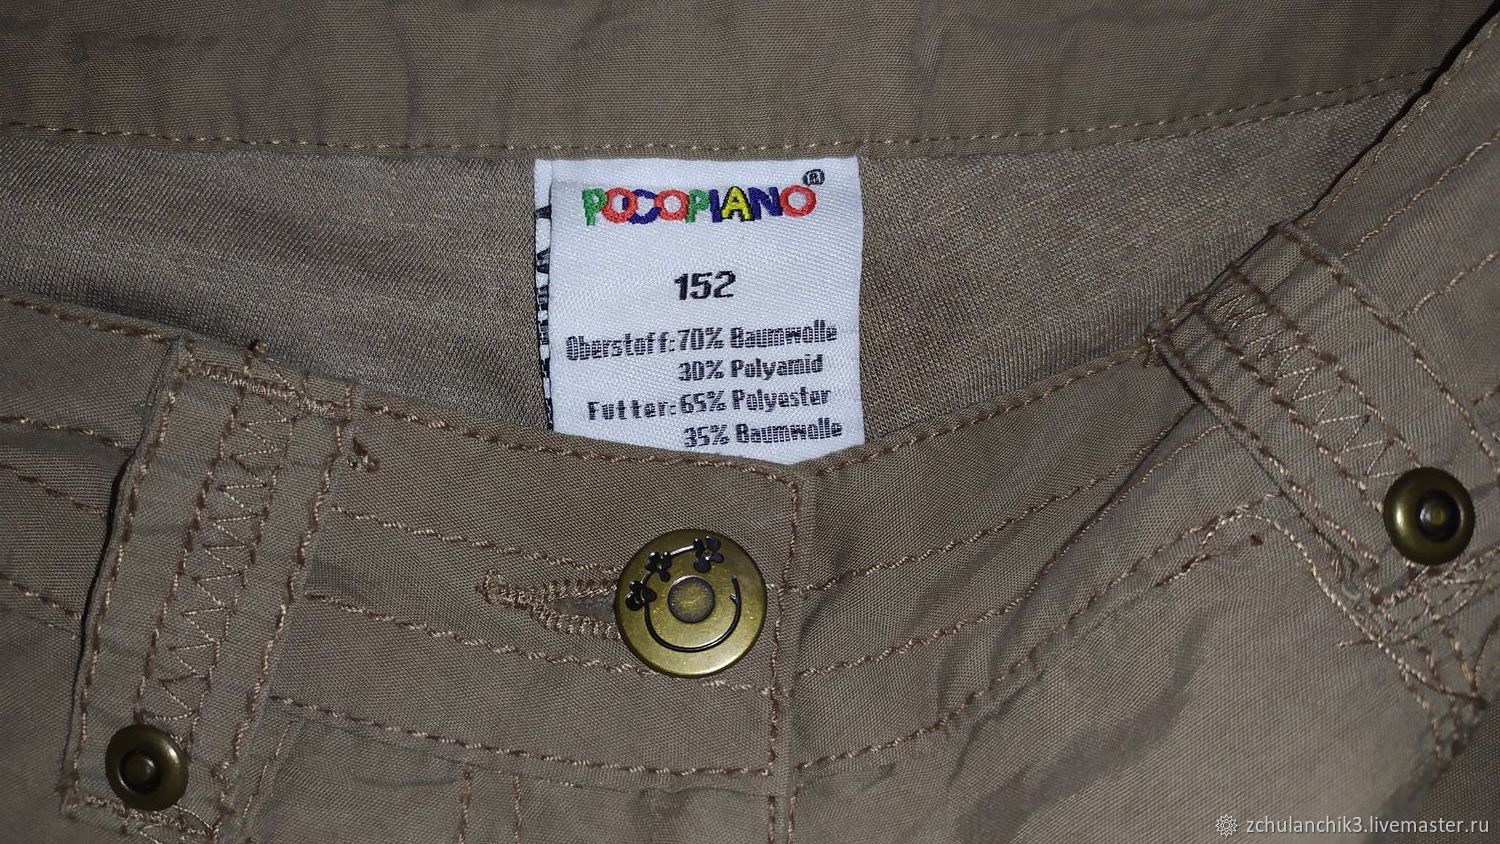 POCOPIANO®
152
Oberstoff: 70% Baumwolle
30% Polyamid
Futter: 65% Polyester
35% Baumwolle
zchulanchik3.livemaster.ru